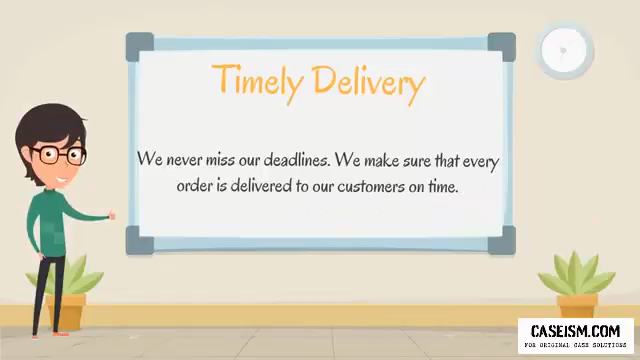 Timely Delivery
We never miss our deadlines. We make sure that every
order is delivered to our customers on time.
CASEISM.COM
FOR ORIGINAL CASE SOLUTIONS